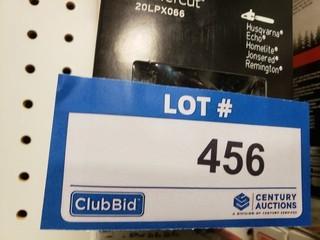 20LPX066
Husqvarna®
Echo®
Homelite®
Jonsered®
Remington®
LOT #
456
ClubBid
CENTURY
AUCTIONS
A DIVISION OF CENTURY SERVICES